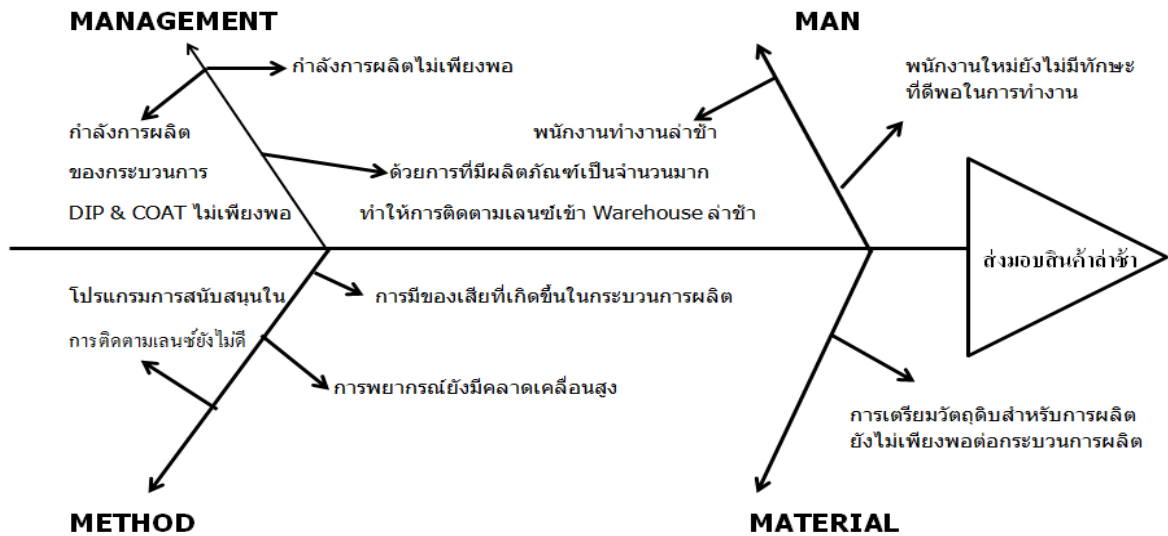 MANAGEMENT
MAN
กำลังการผลิตไม่เพียงพอ
พนักงานใหม่ยังไม่มีทักษะ
ที่ดีพอในการทำงาน
กำลังการผลิต
ของกระบวนการ
DIP & COAT ไม่เพียงพอ
พนักงานทำงานล่าช้า
ด้วยการที่มีผลิตภัณฑ์เป็นจำนวนมาก
ทำให้การติดตามเลนซ์เข้า Warehouse ล่าช้า
ส่งมอบสินค้าล่าช้า
โปรแกรมการสนับสนุนใน
การติดตามเลนซ์ยังไม่ดี
การมีของเสียที่เกิดขึ้นในกระบวนการผลิต
การพยากรณ์ยังมีคลาดเคลื่อนสูง
การเตรียมวัตถุดิบสำหรับการผลิต
ยังไม่เพียงพอต่อกระบวนการผลิต
METHOD
MATERIAL